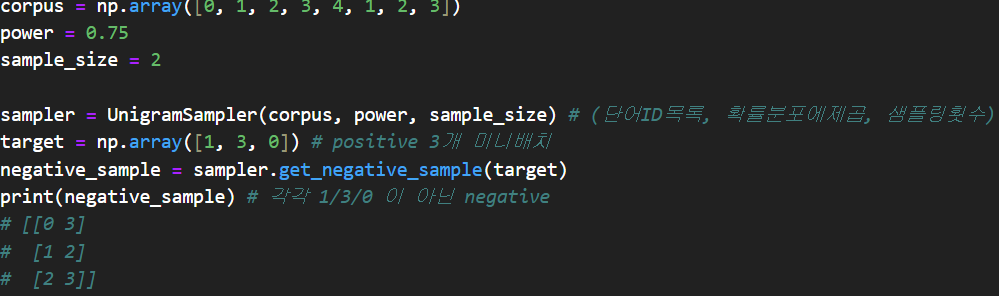 corpus = np.array([0, 1, 2, 3, 4, 1, 2, 3])
power = 0.75
sample_size = 2
sampler = UnigramSampler(corpus, power, sample_size) # (단어ID목록, 확률분포에제곱, 샘플링횟수)
target = np.array([1, 3, 0]) # positive 3개 미니배치
negative_sample = sampler.get_negative_sample(target)
print(negative_sample) # 각각 1/3/0 이 아닌 negative
# [[0 3]
#  [1 2]
#  [2 3]]